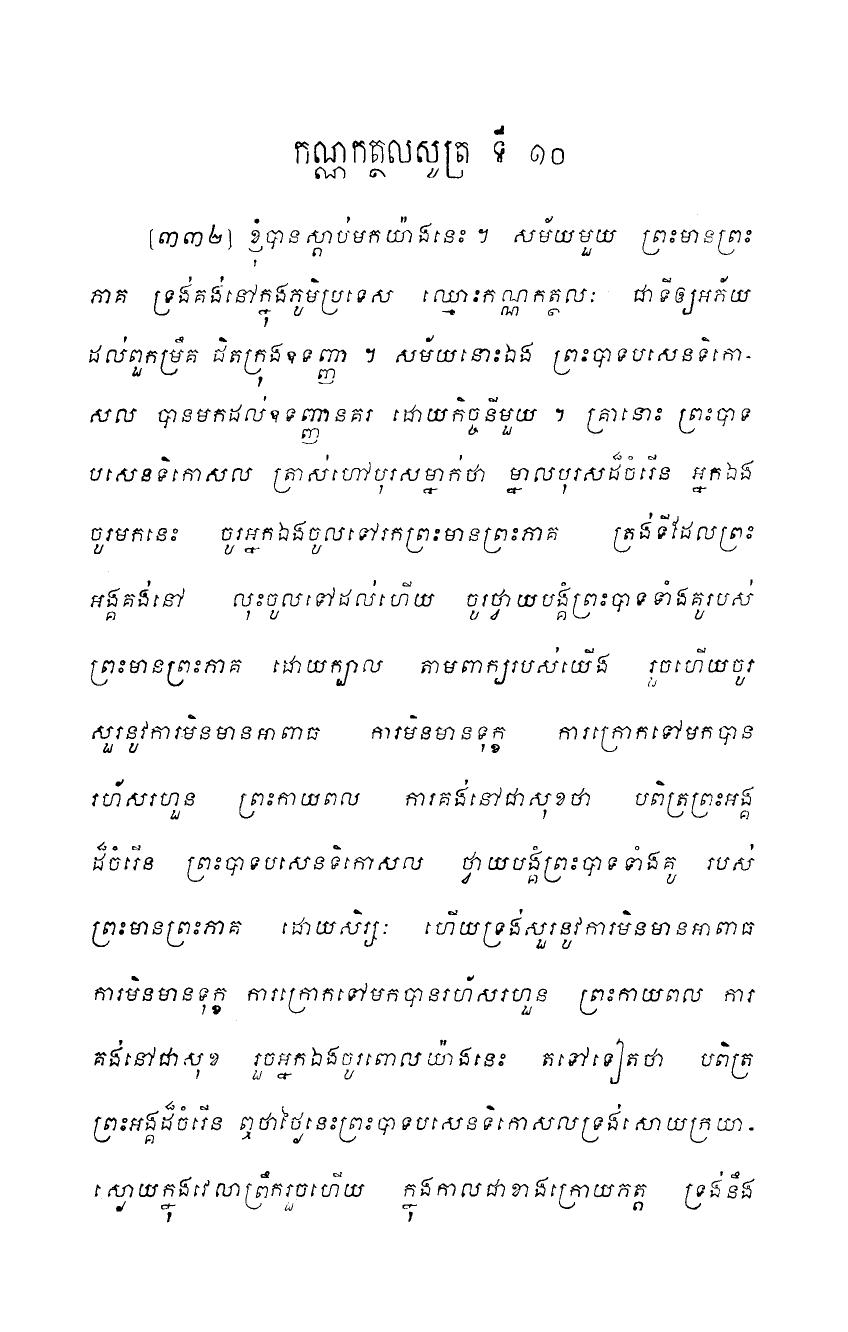 កណ្ណកត្ថលសូត្រ ទី ១០
[៣៣២] ខ្ញុំបានស្តាប់មកយ៉ាងនេះ ។ សម័យមួយ ព្រះមានព្រះ
ភាគ ទ្រង់គង់នៅក្នុងភូមិប្រទេស ឈ្មោះកណ្ណកត្ថលៈ ជាទីឲ្យអភ័យ
ដល់ពួកម្រឹគ ជិតក្រុងឧទញ្ញា ។ សម័យនោះឯង ព្រះបាទបសេនទិកោ-
សល បានមកដល់ឧទញ្ញានគរ ដោយកិច្ចនីមួយ ។ គ្រានោះ ព្រះបាទ
បសេនទិកោសល ត្រាស់ហៅបុរសម្នាក់ថា ម្នាលបុរសដ៏ចំរើន អ្នកឯង
ចូរមកនេះ ចូរអ្នកឯងចូលទៅរកព្រះមានព្រះភាគ ត្រង់ទីដែលព្រះ
អង្គគង់នៅ លុះចូលទៅដល់ហើយ ចូរថ្វាយបង្គំព្រះបាទទាំងគូរបស់
ព្រះមានព្រះភាគ ដោយក្បាល តាមពាក្យរបស់យើង រួចហើយចូរ
សួរនូវការមិនមានអាពាធ ការមិនមានទុក្ខ ការក្រោកទៅមកបាន
រហ័សរហួន ព្រះកាយពល ការគង់នៅជាសុខថា បពិត្រព្រះអង្គ
ដ៏ចំរើន ព្រះបាទបសេនទិកោសល ថ្វាយបង្គំព្រះបាទទាំងគូ របស់
ព្រះមានព្រះភាគ ដោយសិរ្សៈ ហើយទ្រង់សួរនូវការមិនមានអាពាធ
ការមិនមានទុក្ខ ការក្រោកទៅមកបានរហ័សរហួន ព្រះកាយពល ការ
គង់នៅជាសុខ រួចអ្នកឯងចូរពោលយ៉ាងនេះ តទៅទៀតថា បពិត្រ
ព្រះអង្គដ៏ចំរើន ឮថាថ្ងៃនេះព្រះបាទបសេនទិកោសលទ្រង់សោយក្រយា-
ស្ងោយក្នុងវេលាព្រឹករួចហើយ ក្នុងកាលជាខាងក្រោយភត្ត ទ្រង់នឹង